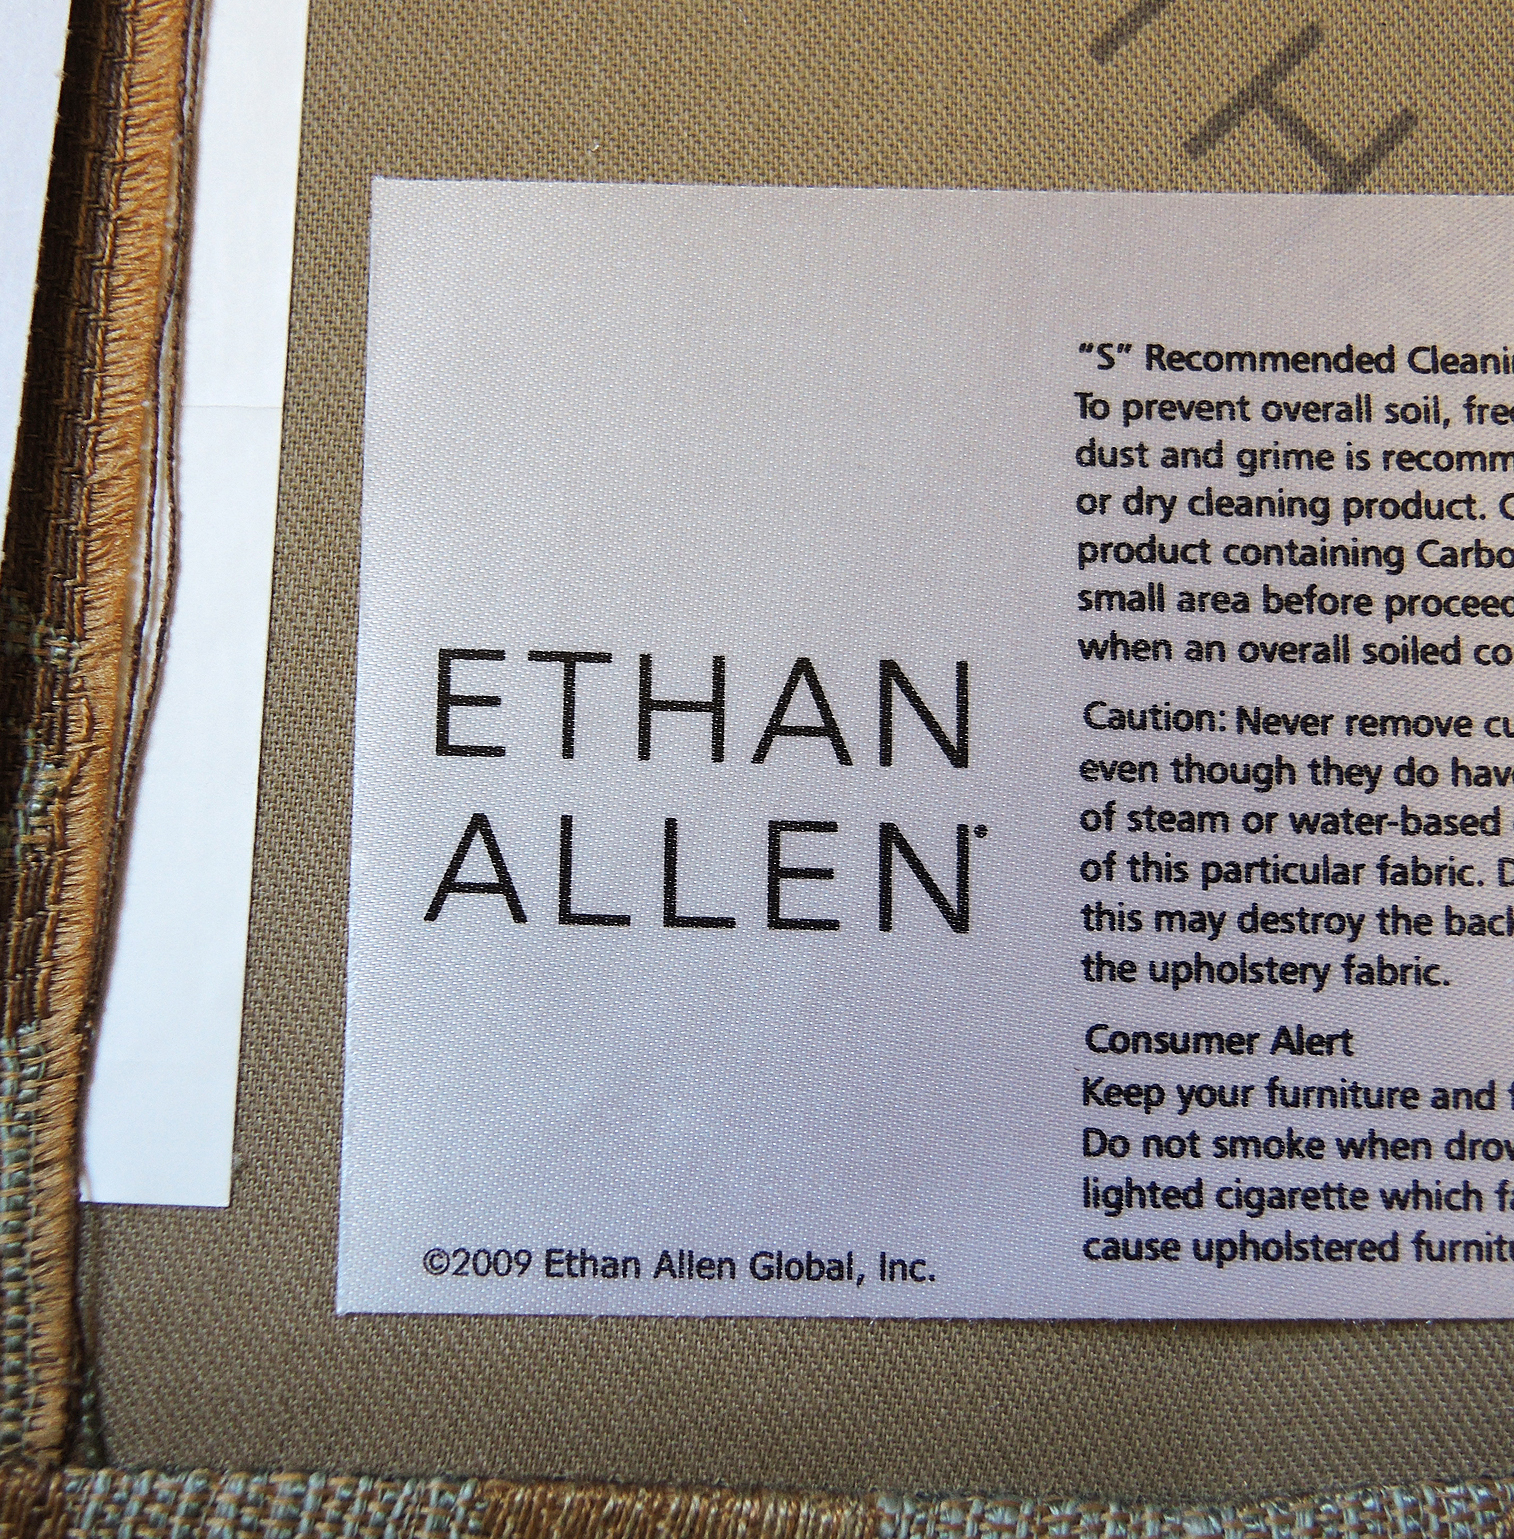 H
ETHAN
ALLEN
©2009 Ethan Allen Global, Inc.
"S" Recommended
To prevent overall soil,
dust and grime is
or dry cleaning product.
product containing
small area before
when an overall soiled
Caution: Never remove
even though they do
of steam or water-based
of this particular fabric.
this may destroy the
the upholstery fabric.
Consumer Alert
Keep your furniture and
Do not smoke when
lighted cigarette which
cause upholstered